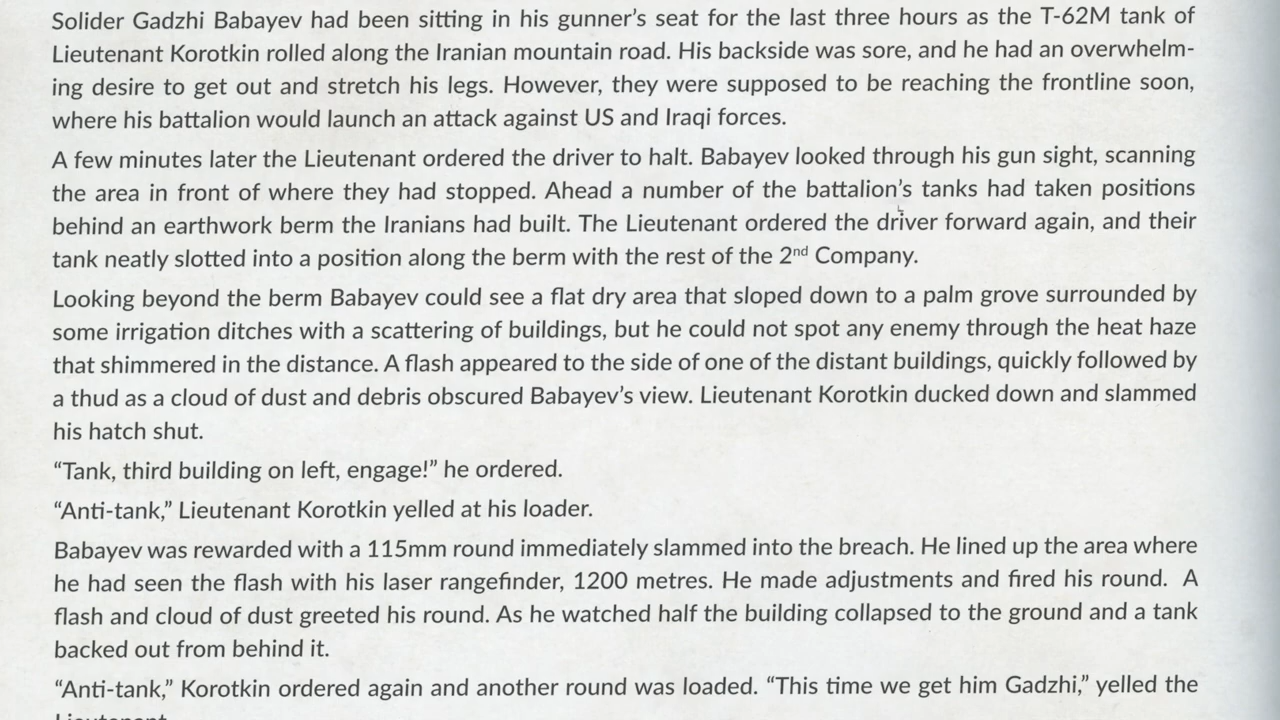 Solider Gadzhi Babayev had been sitting in his gunner’s seat for the last three hours as the T-62M tank of
Lieutenant Korotkin rolled along the Iranian mountain road. His backside was sore, and he had an overwhelm-
ing desire to get out and stretch his legs. However, they were supposed to be reaching the frontline soon,
where his battalion would launch an attack against US and Iraqi forces.
A few minutes later the Lieutenant ordered the driver to halt. Babayev looked through his gun sight, scanning
the area in front of where they had stopped. Ahead a number of the battalion’s tanks had taken positions
behind an earthwork berm the Iranians had built. The Lieutenant ordered the driver forward again, and their
tank neatly slotted into a position along the berm with the rest of the 2nd Company.
Looking beyond the berm Babayev could see a flat dry area that sloped down to a palm grove surrounded by
some irrigation ditches with a scattering of buildings, but he could not spot any enemy through the heat haze
that shimmered in the distance. A flash appeared to the side of one of the distant buildings, quickly followed by
a thud as a cloud of dust and debris obscured Babayev’s view. Lieutenant Korotkin ducked down and slammed
his hatch shut.
“Tank, third building on left, engage!” he ordered.
“Anti-tank,” Lieutenant Korotkin yelled at his loader.
Babayev was rewarded with a 115mm round immediately slammed into the breach. He lined up the area where
he had seen the flash with his laser rangefinder, 1200 metres. He made adjustments and fired his round. A
flash and cloud of dust greeted his round. As he watched half the building collapsed to the ground and a tank
backed out from behind it.
“Anti-tank,” Korotkin ordered again and another round was loaded. “This time we get him Gadzhi,” yelled the
Lieutenant.